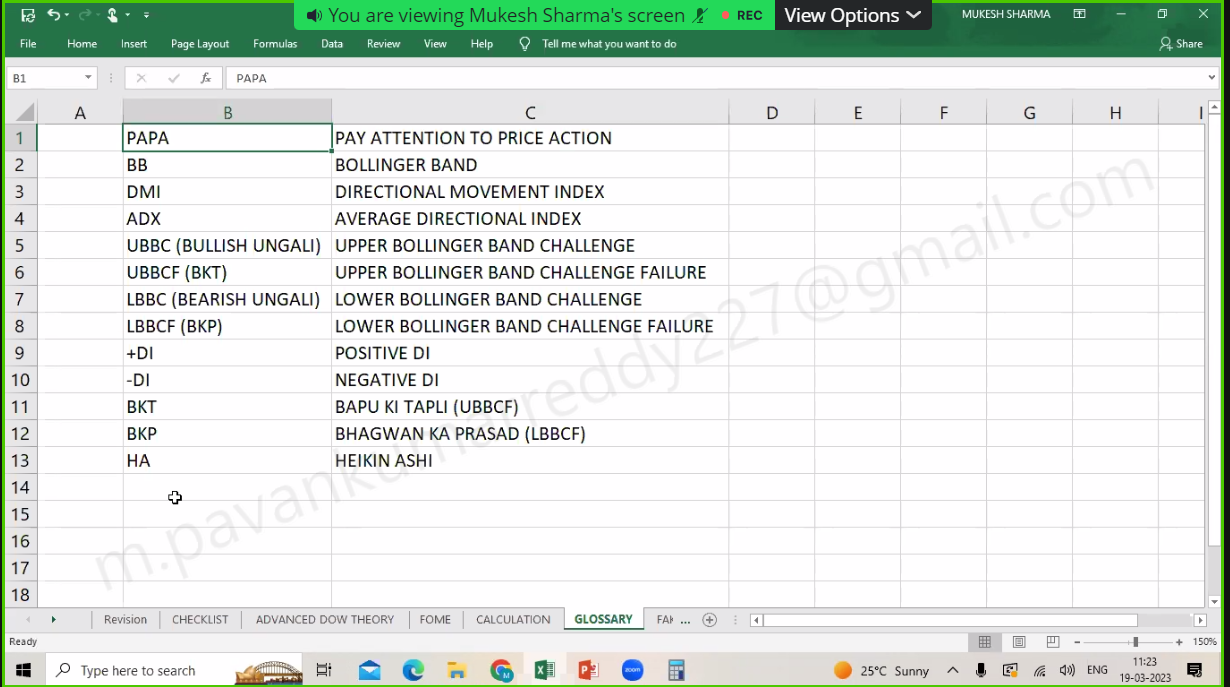 You are viewing Mukesh Sharma's screen REC View Options MUKESH SHARMA
File Home Insert Page Layout Formulas Data Review View Help Tell me what you want to do Share
B1 fx PAPA
A B C D E F G H I
1 PAPA PAY ATTENTION TO PRICE ACTION
2 BB BOLLINGER BAND
3 DMI DIRECTIONAL MOVEMENT INDEX
4 ADX AVERAGE DIRECTIONAL INDEX
5 UBBC (BULLISH UNGALI) UPPER BOLLINGER BAND CHALLENGE
6 UBBCF (BKT) UPPER BOLLINGER BAND CHALLENGE FAILURE
7 LBBC (BEARISH UNGALI) LOWER BOLLINGER BAND CHALLENGE
8 LBBCF (BKP) LOWER BOLLINGER BAND CHALLENGE FAILURE
9 +DI POSITIVE DI
10 -DI NEGATIVE DI
11 BKT BAPU KI TAPLI (UBBCF)
12 BKP BHAGWAN KA PRASAD (LBBCF)
13 HA HEIKIN ASHI
14
15
16
17
18
m.pavankumarreddy227@gmail.com
Revision CHECKLIST ADVANCED DOW THEORY FOME CALCULATION GLOSSARY FAK ...
Ready 150%
Type here to search zoom 25°C Sunny ENG 11:23
19-03-2023